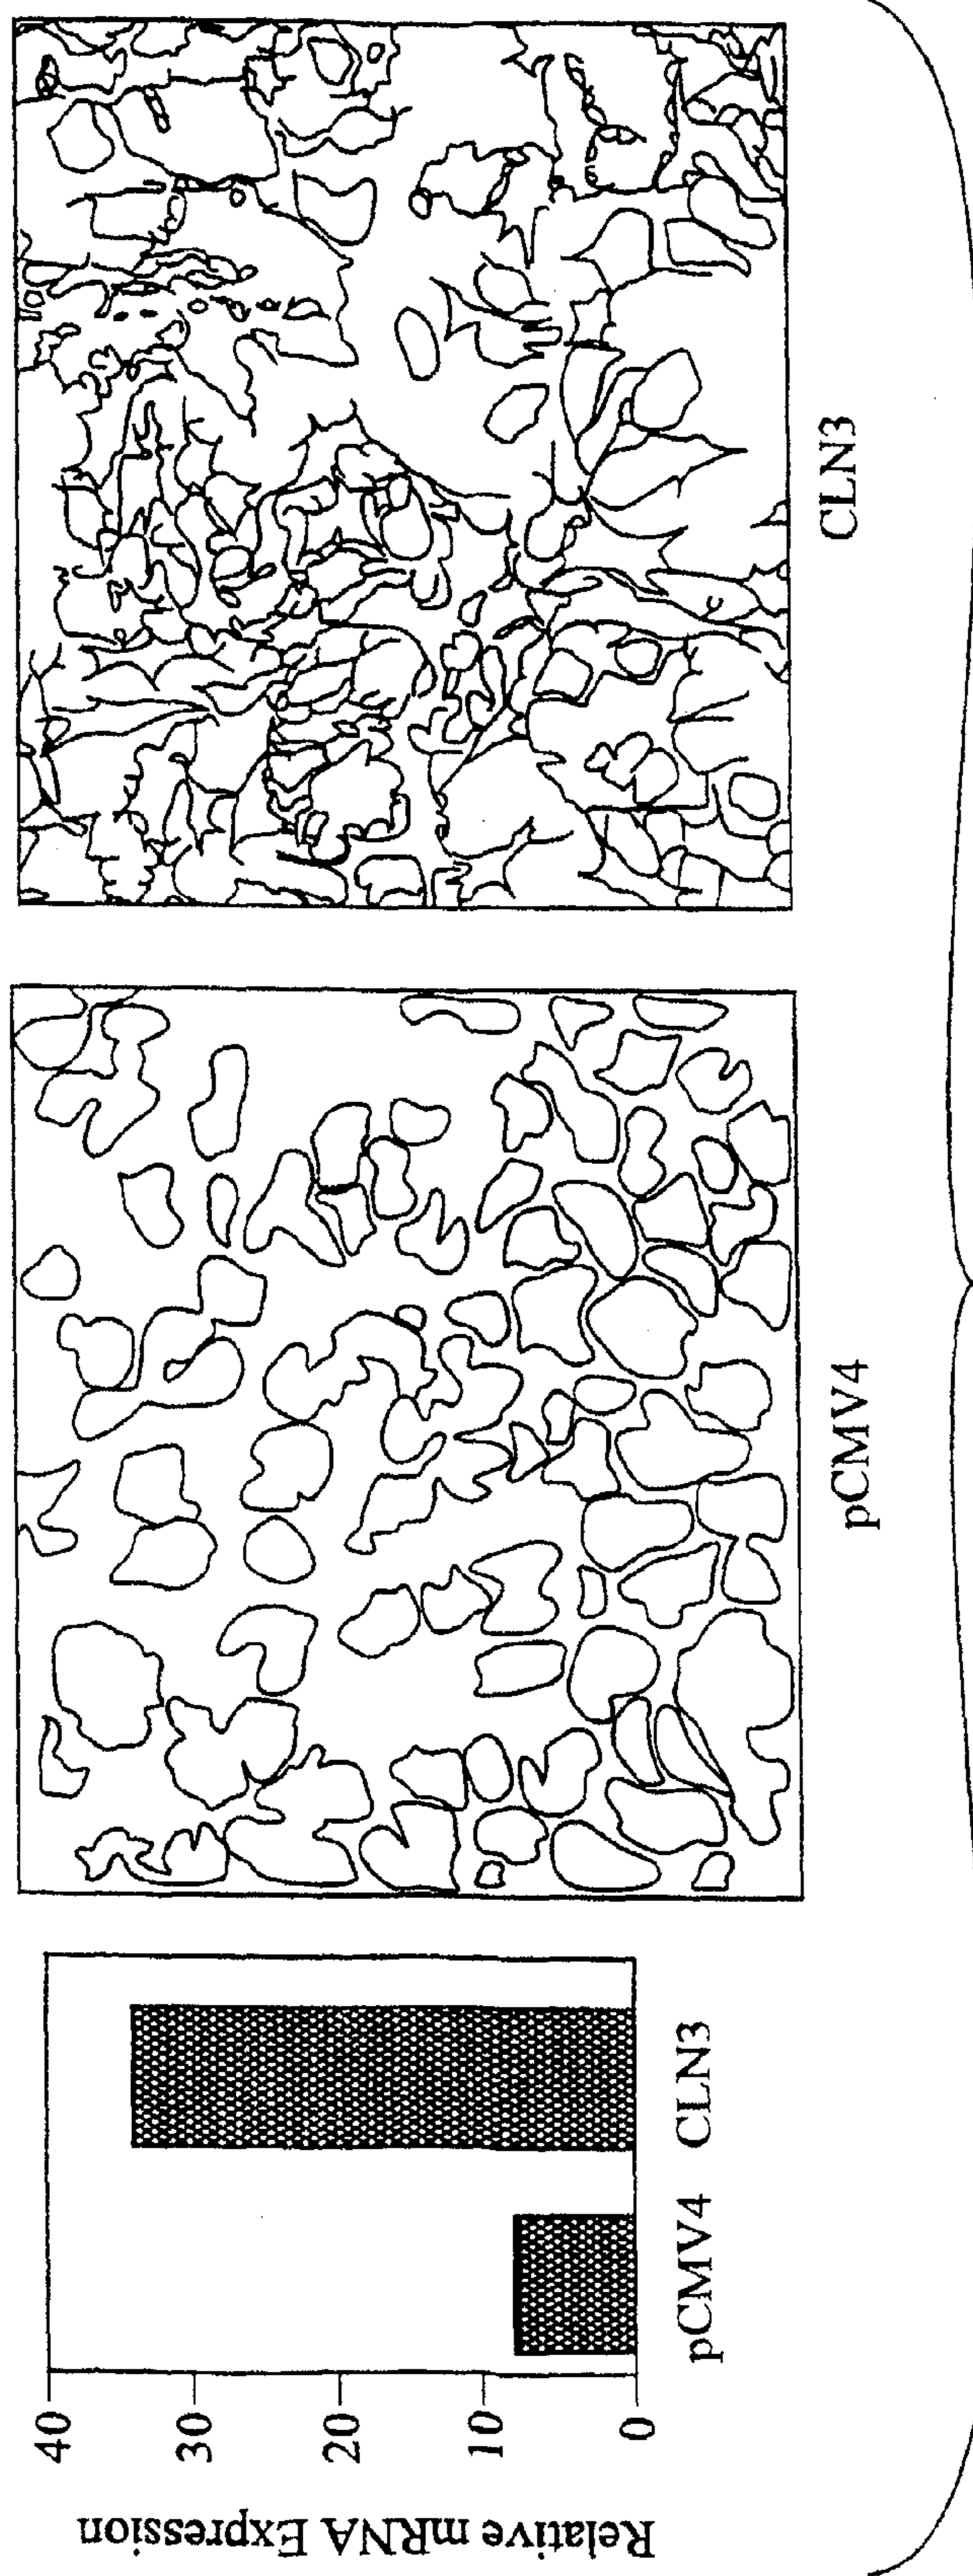 Relative mRNA Expression
40
30
20
10
0
pCMV4 CLN3
pCMV4
CLN3